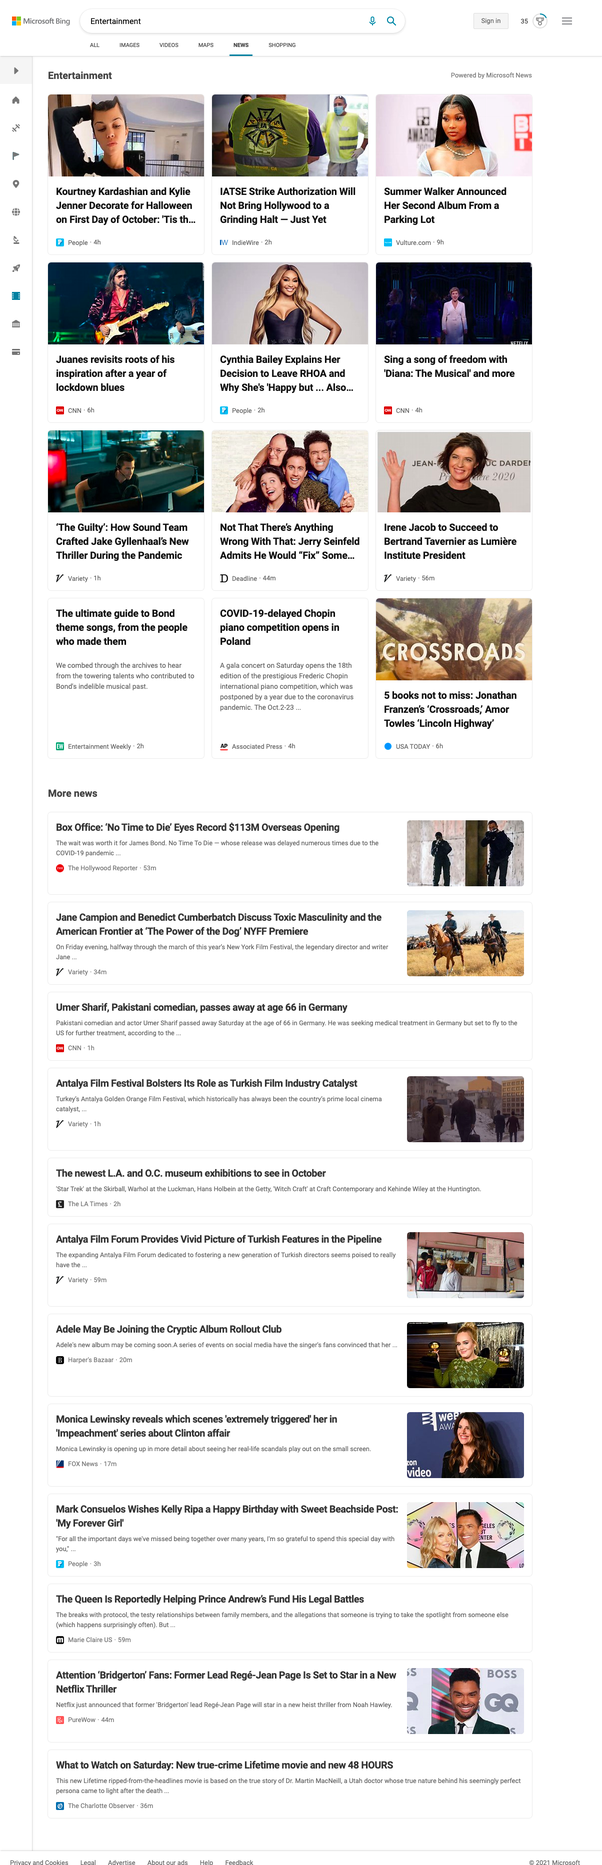 Microsoft Bing
Entertainment
Sign in
35
ALL
IMAGES
VIDEOS
MAPS
NEWS
SHOPPING
Entertainment
Powered by Microsoft News
Kourtney Kardashian and Kylie
Jenner Decorate for Halloween
on First Day of October: 'Tis th...
People · 4h
IATSE Strike Authorization Will
Not Bring Hollywood to a
Grinding Halt — Just Yet
IndieWire · 2h
Summer Walker Announced
Her Second Album From a
Parking Lot
Vulture.com · 9h
Juanes revisits roots of his
inspiration after a year of
lockdown blues
CNN · 6h
Cynthia Bailey Explains Her
Decision to Leave RHOA and
Why She's 'Happy but ... Also...
People · 2h
NETFLIX
Sing a song of freedom with
'Diana: The Musical' and more
CNN · 4h
‘The Guilty’: How Sound Team
Crafted Jake Gyllenhaal’s New
Thriller During the Pandemic
Variety · 1h
Not That There’s Anything
Wrong With That: Jerry Seinfeld
Admits He Would “Fix” Some...
Deadline · 44m
Irene Jacob to Succeed to
Bertrand Tavernier as Lumière
Institute President
Variety · 56m
The ultimate guide to Bond
theme songs, from the people
who made them
We combed through the archives to hear
from the towering talents who contributed to
Bond's indelible musical past.
Entertainment Weekly · 2h
COVID-19-delayed Chopin
piano competition opens in
Poland
A gala concert on Saturday opens the 18th
edition of the prestigious Frederic Chopin
international piano competition, which was
postponed by a year due to the coronavirus
pandemic. The Oct.2-23 ...
AP Associated Press · 4h
CROSSROADS
5 books not to miss: Jonathan
Franzen’s ‘Crossroads,’ Amor
Towles ‘Lincoln Highway’
USA TODAY · 6h
More news
Box Office: ‘No Time to Die’ Eyes Record $113M Overseas Opening
The wait was worth it for James Bond. No Time To Die — whose release was delayed numerous times due to the
COVID-19 pandemic ...
The Hollywood Reporter · 53m
Jane Campion and Benedict Cumberbatch Discuss Toxic Masculinity and the
American Frontier at ‘The Power of the Dog’ NYFF Premiere
On Friday evening, halfway through the march of this year's New York Film Festival, the legendary director and writer
Jane ...
Variety · 34m
Umer Sharif, Pakistani comedian, passes away at age 66 in Germany
Pakistani comedian and actor Umer Sharif passed away Saturday at the age of 66 in Germany. He was seeking medical treatment in Germany but set to fly to the
US for further treatment, according to the ...
CNN · 1h
Antalya Film Festival Bolsters Its Role as Turkish Film Industry Catalyst
Turkey's Antalya Golden Orange Film Festival, which historically has always been the country's prime local cinema
catalyst, ...
Variety · 1h
The newest L.A. and O.C. museum exhibitions to see in October
'Star Trek' at the Skirball, Warhol at the Luckman, Hans Holbein at the Getty, 'Witch Craft' at Craft Contemporary and Kehinde Wiley at the Huntington.
The LA Times · 2h
Antalya Film Forum Provides Vivid Picture of Turkish Features in the Pipeline
The expanding Antalya Film Forum dedicated to fostering a new generation of Turkish directors seems poised to really
have the ...
Variety · 59m
Adele May Be Joining the Cryptic Album Rollout Club
Adele's new album may be coming soon.A series of events on social media have the singer's fans convinced that her ...
Harper's Bazaar · 20m
Monica Lewinsky reveals which scenes 'extremely triggered' her in
'Impeachment' series about Clinton affair
Monica Lewinsky is opening up in more detail about seeing her real-life scandals play out on the small screen.
FOX News · 17m
video
Mark Consuelos Wishes Kelly Ripa a Happy Birthday with Sweet Beachside Post:
'My Forever Girl'
"For all the important days we've missed being together over many years, I'm so grateful to spend this special day with
you," ...
People · 3h
The Queen Is Reportedly Helping Prince Andrew’s Fund His Legal Battles
The breaks with protocol, the testy relationships between family members, and the allegations that someone is trying to take the spotlight from someone else
(which happens surprisingly often). But ...
Marie Claire US · 59m
Attention ‘Bridgerton’ Fans: Former Lead Regé-Jean Page Is Set to Star in a New
Netflix Thriller
Netflix just announced that former ‘Bridgerton’ lead Regé-Jean Page will star in a new heist thriller from Noah Hawley.
PureWow · 44m
BOSS
GQ
What to Watch on Saturday: New true-crime Lifetime movie and new 48 HOURS
This new Lifetime ripped-from-the-headlines movie is based on the true story of Dr. Martin MacNeill, a Utah doctor whose true nature behind his seemingly perfect
persona came to light after the death ...
The Charlotte Observer · 36m
Privacy and Cookies
Legal
Advertise
About our ads
Help
Feedback
© 2021 Microsoft